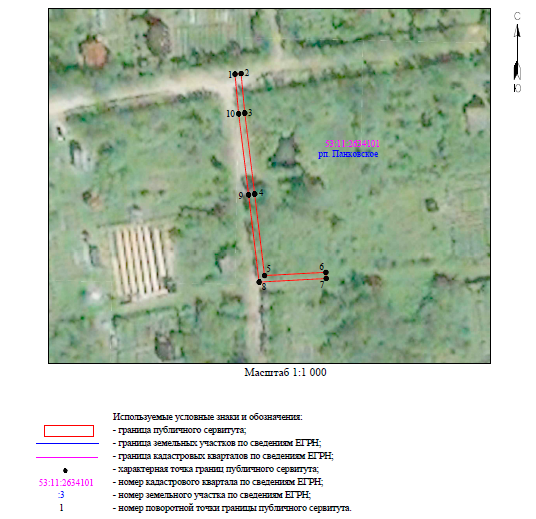 С
1 2
10 3
53:11:2634101
рп. Панковское
9 4
5 6
8 7
Ю
Масштаб 1:1 000
Используемые условные знаки и обозначения:
- граница публичного сервитута;
- граница земельных участков по сведениям ЕГРН;
- граница кадастровых кварталов по сведениям ЕГРН;
- характерная точка границ публичного сервитута;
53:11:2634101 - номер кадастрового квартала по сведениям ЕГРН;
:3 - номер земельного участка по сведениям ЕГРН;
1 - номер поворотной точки границы публичного сервитута.